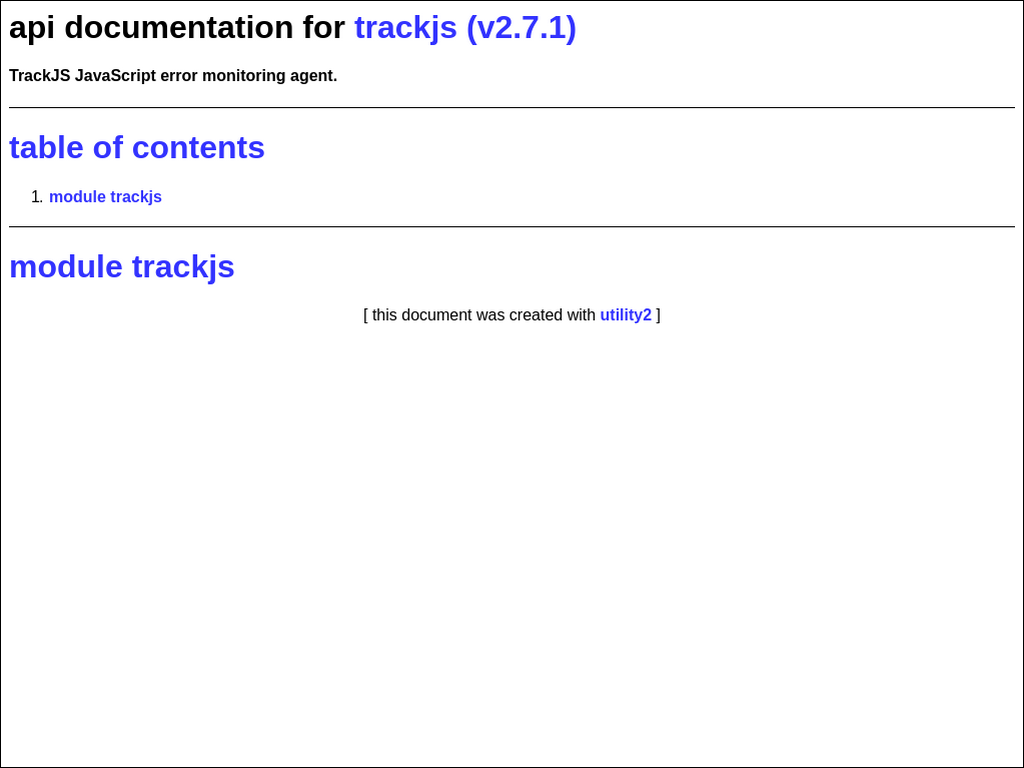 api documentation for trackjs (v2.7.1)
TrackJS JavaScript error monitoring agent.
table of contents
1. module trackjs
module trackjs
[ this document was created with utility2 ]